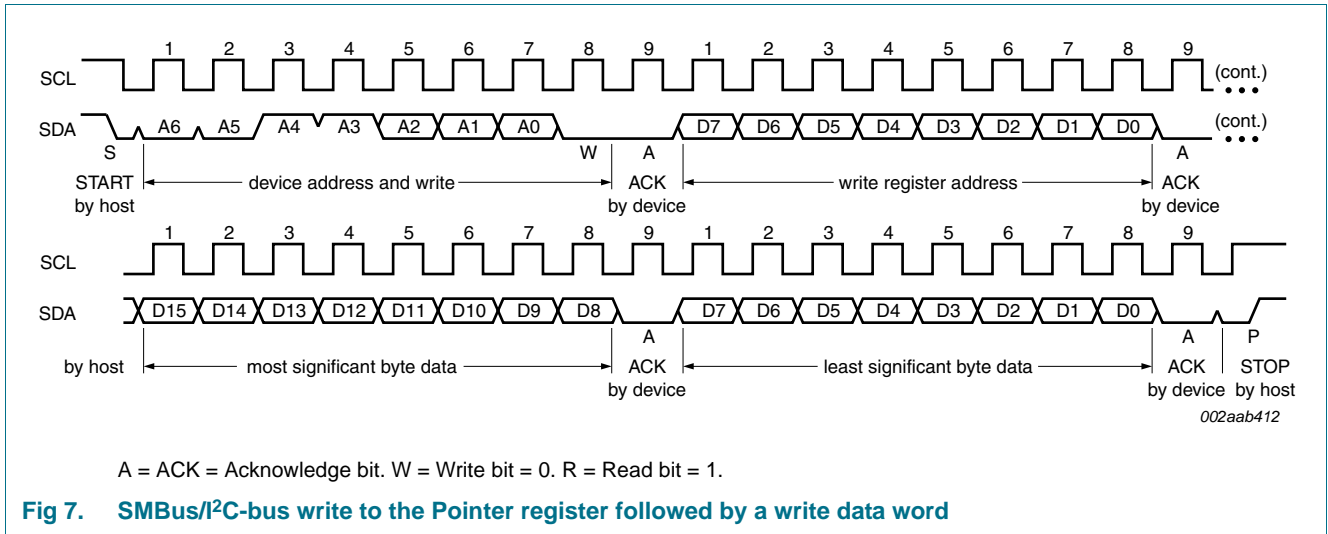 1 2 3 4 5 6 7 8 9 1 2 3 4 5 6 7 8 9
SCL (cont.)
SDA A6 A5 A4 A3 A2 A1 A0 D7 D6 D5 D4 D3 D2 D1 D0 (cont.)
S W A A
START device address and write ACK write register address ACK
by host by device by device
1 2 3 4 5 6 7 8 9 1 2 3 4 5 6 7 8 9
SCL
SDA D15 D14 D13 D12 D11 D10 D9 D8 D7 D6 D5 D4 D3 D2 D1 D0
A A P
by host most significant byte data ACK least significant byte data ACK STOP
by device by device by host
002aab412
A = ACK = Acknowledge bit. W = Write bit = 0. R = Read bit = 1.
Fig 7. SMBus/I²C-bus write to the Pointer register followed by a write data word